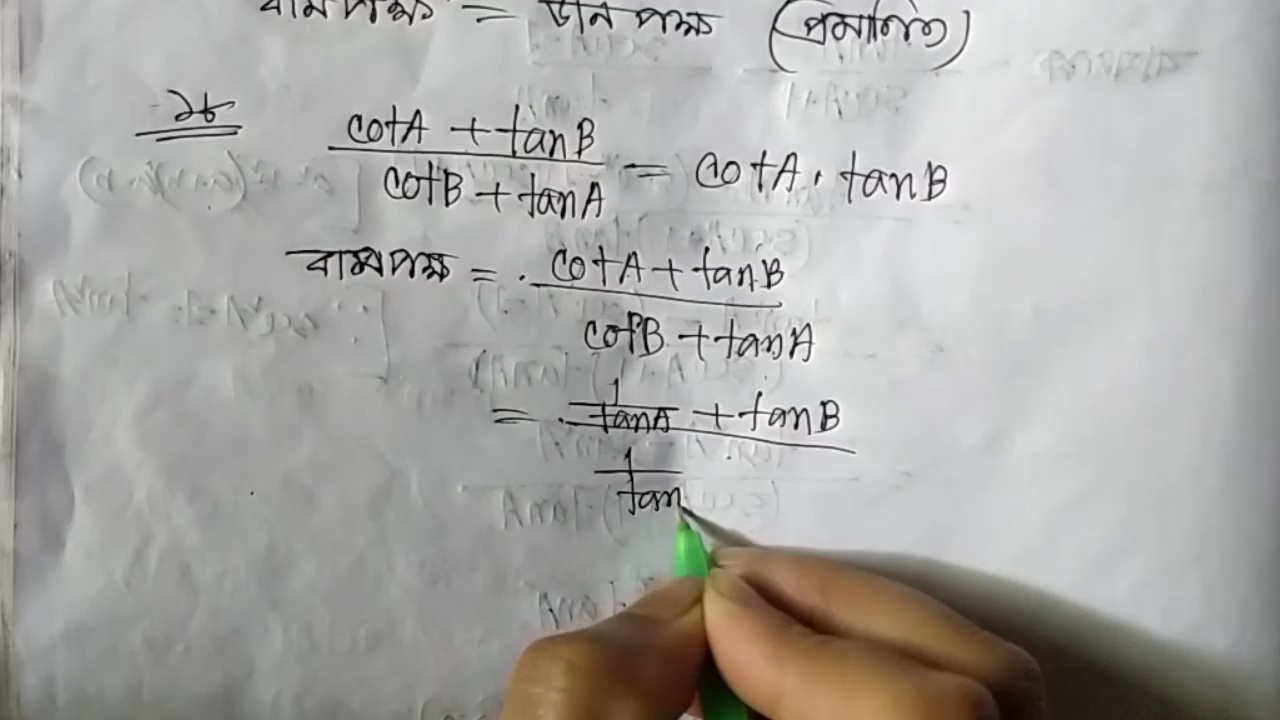 বামপক্ষ = ডান পক্ষ (প্রমাণিত)
১৮ cotA + tanB / cotB + tanA = cotA . tanB
বামপক্ষ = cotA + tanB / cotB + tanA
= 1/tanA + tanB
1/tan